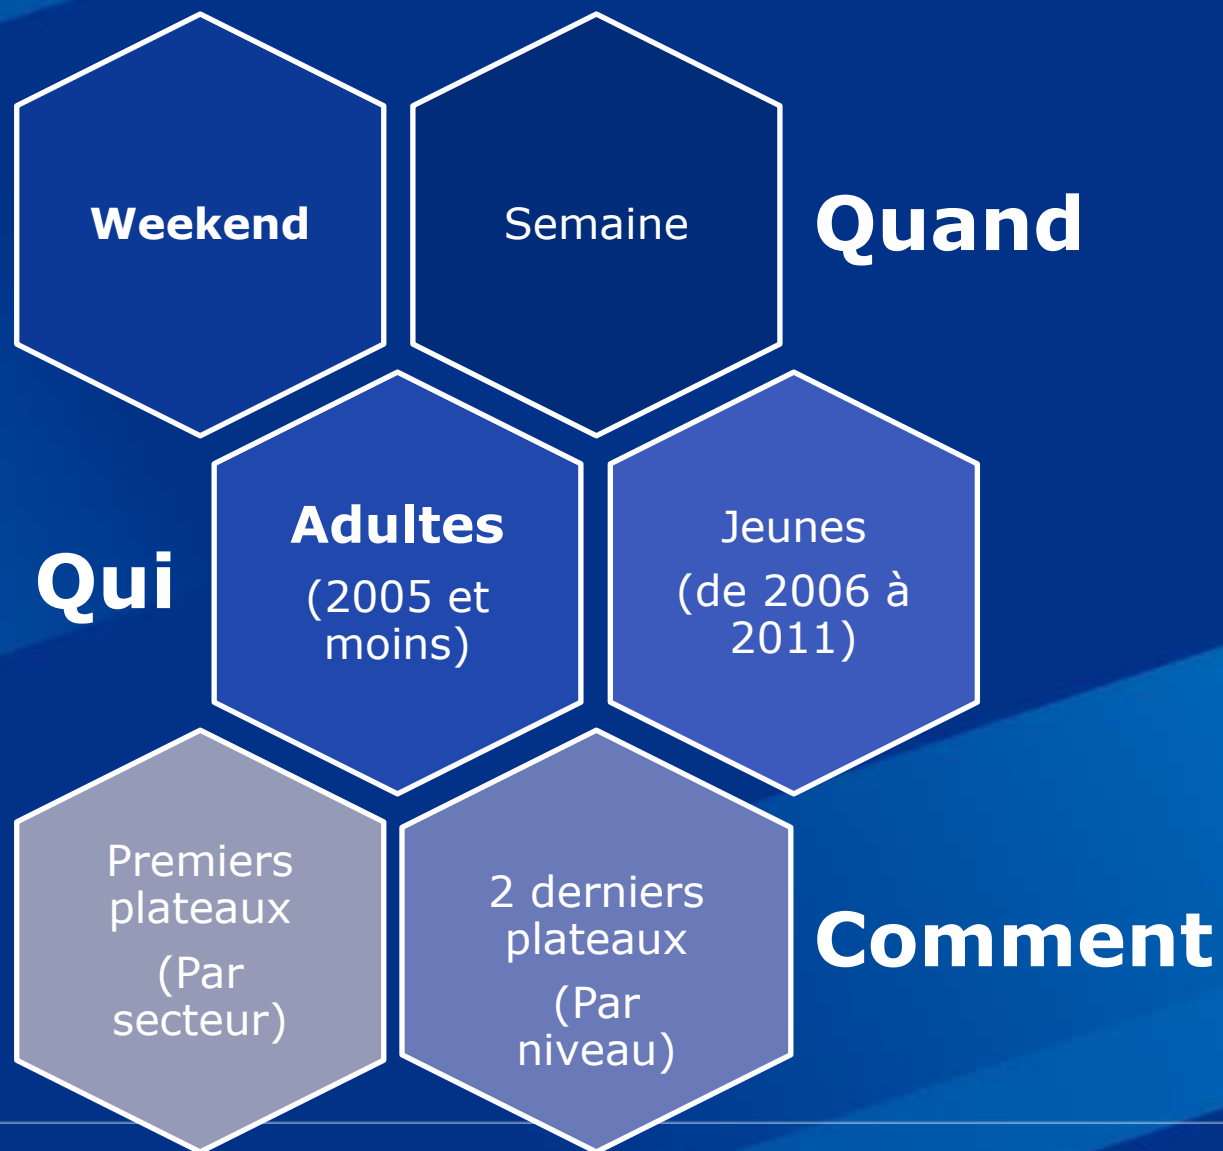 Weekend
Semaine
Quand
Qui
Adultes
(2005 et
moins)
Jeunes
(de 2006 à
2011)
Premiers
plateaux
(Par
secteur)
2 derniers
plateaux
(Par
niveau)
Comment